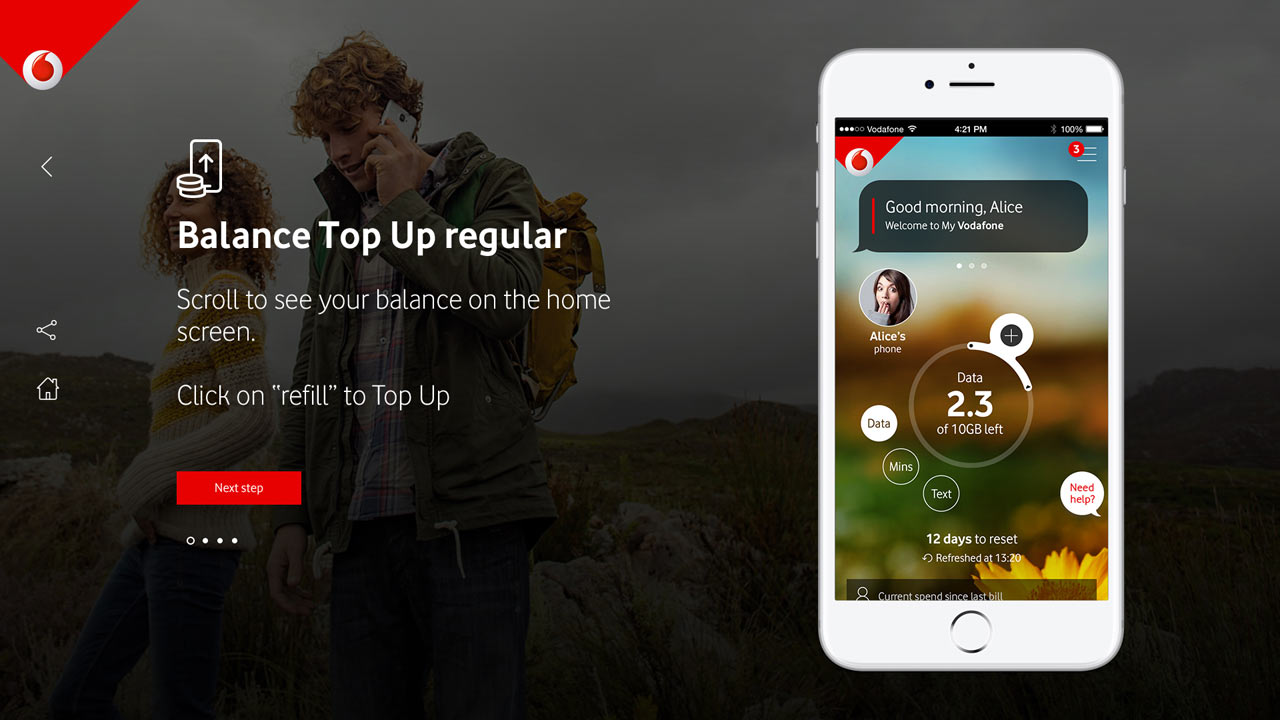 Balance Top Up regular
Scroll to see your balance on the home
screen.
Click on “refill” to Top Up
Next step
Vodafone
4:21 PM
100%
3
Good morning, Alice
Welcome to My Vodafone
Alice's
phone
Data
2.3
of 10GB left
Data
Mins
Text
Need
help?
12 days to reset
Refreshed at 13:20
Current spend since last bill